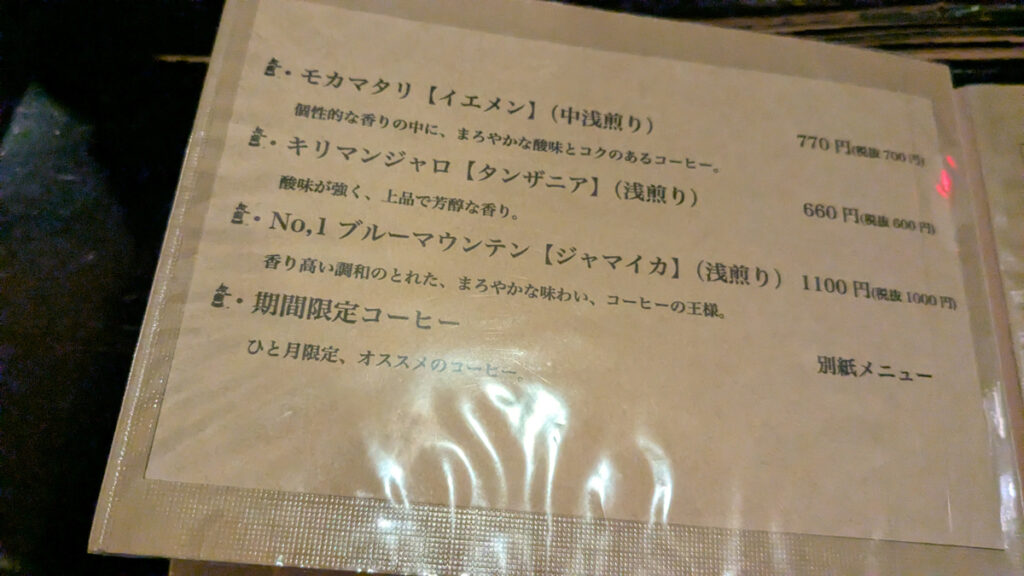 ・モカマタリ【イエメン】(中浅煎り) 770円(税抜700円)
個性的な香りの中に、まろやかな酸味とコクのあるコーヒー。
・キリマンジャロ【タンザニア】(浅煎り) 660円(税抜600円)
酸味が強く、上品で芳醇な香り。
・No,1 ブルーマウンテン【ジャマイカ】(浅煎り) 1100円(税抜1000円)
香り高い調和のとれた、まろやかな味わい、コーヒーの王様。
・期間限定コーヒー 別紙メニュー
ひと月限定、オススメのコーヒー。